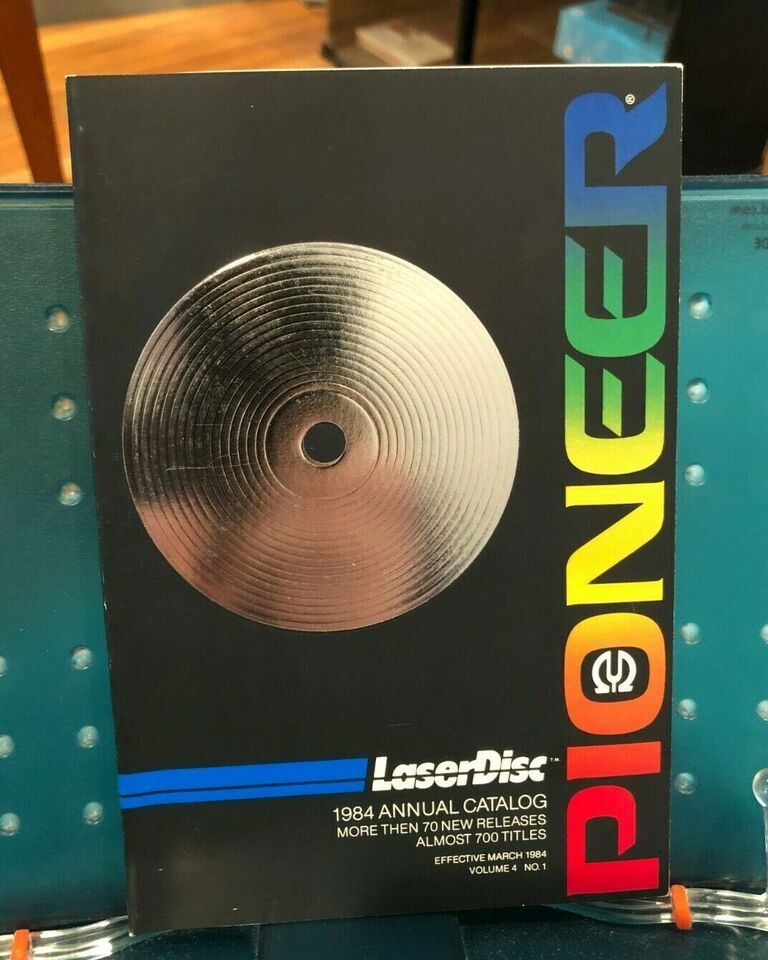 PIONEER®
LaserDisc™
1984 ANNUAL CATALOG
MORE THEN 70 NEW RELEASES
ALMOST 700 TITLES
EFFECTIVE MARCH 1984
VOLUME 4 NO. 1